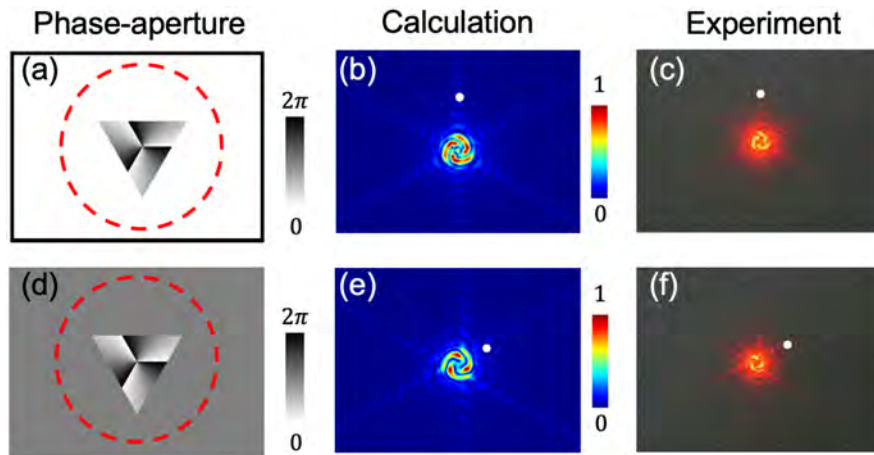 Phase-aperture Calculation Experiment
(a) 2π 0 (b) 1 0 (c)
(d) 2π 0 (e) 1 0 (f)